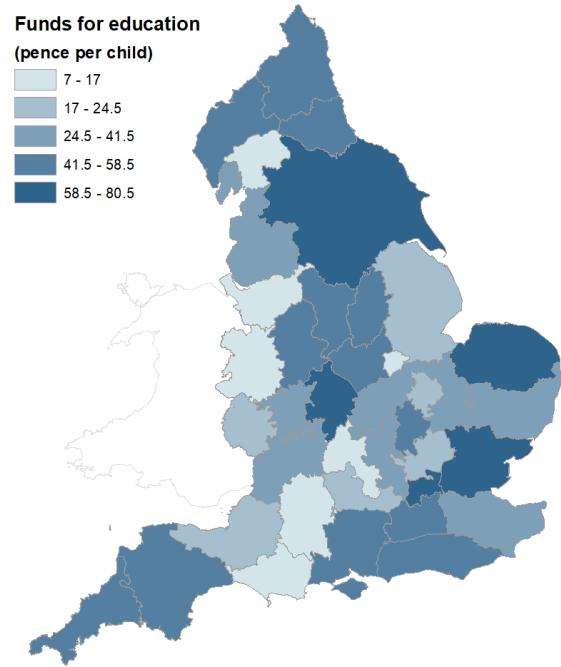 Funds for education
(pence per child)
7 - 17
17 - 24.5
24.5 - 41.5
41.5 - 58.5
58.5 - 80.5